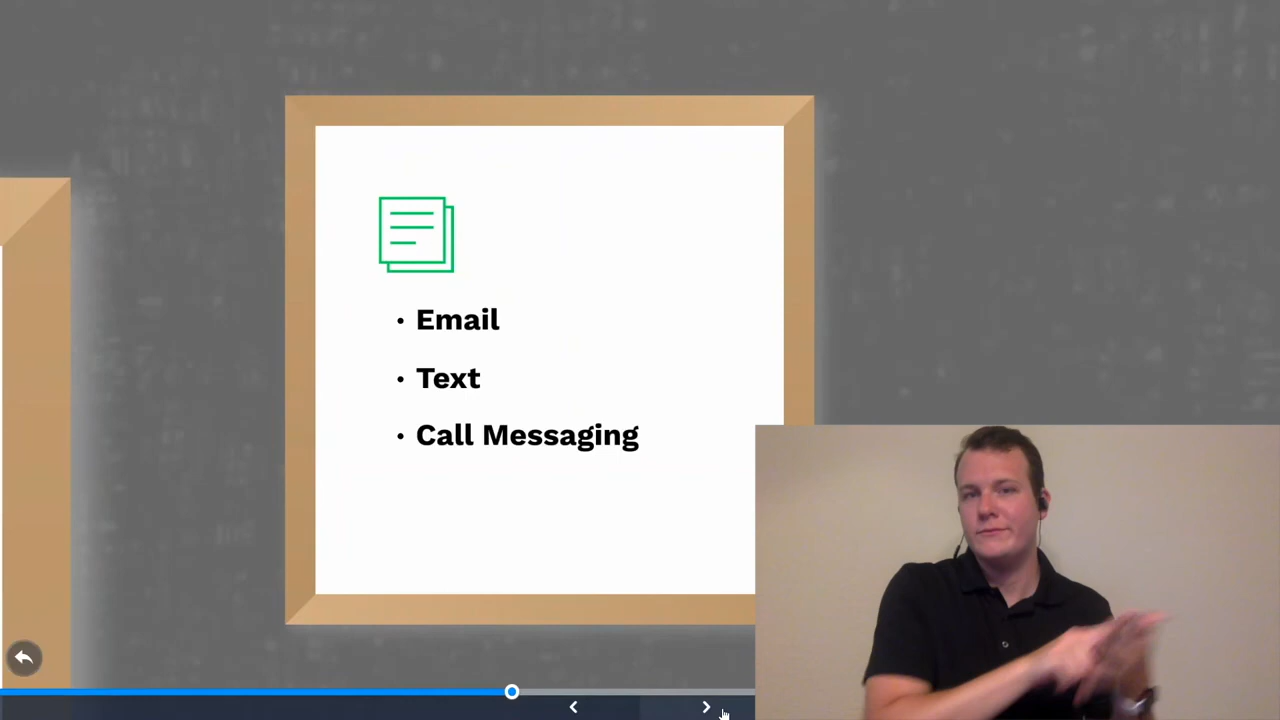 • Email
• Text
• Call Messaging